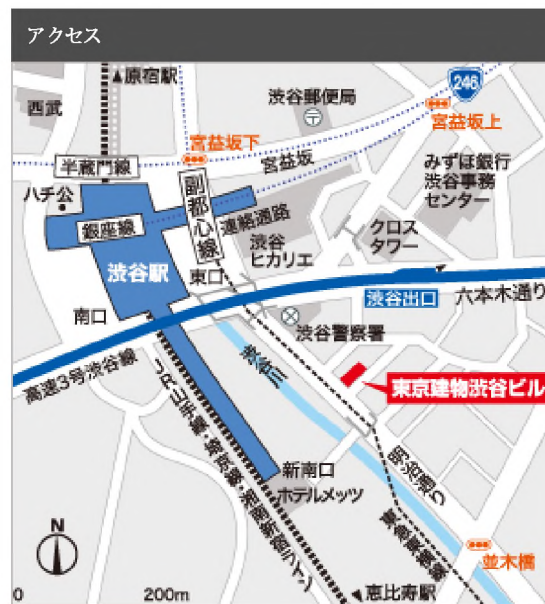 アクセス
▲原宿駅
246
西武
渋谷郵便局
宮益坂上
宮益坂下
宮益坂
半蔵門線
みずほ銀行
渋谷事務
センター
ハチ公
副都心線
銀座線
連絡通路
クロス
タワー
渋谷
ヒカリエ
渋谷駅
東口
渋谷出口
六本木通り
南口
渋谷警察署
高速3号渋谷線
渋谷川
東京建物渋谷ビル
JR山手線・埼京線・湘南新宿ライン
明治通り
新南口
ホテルメッツ
東急東横線
N
並木橋
0
200m
▲恵比寿駅